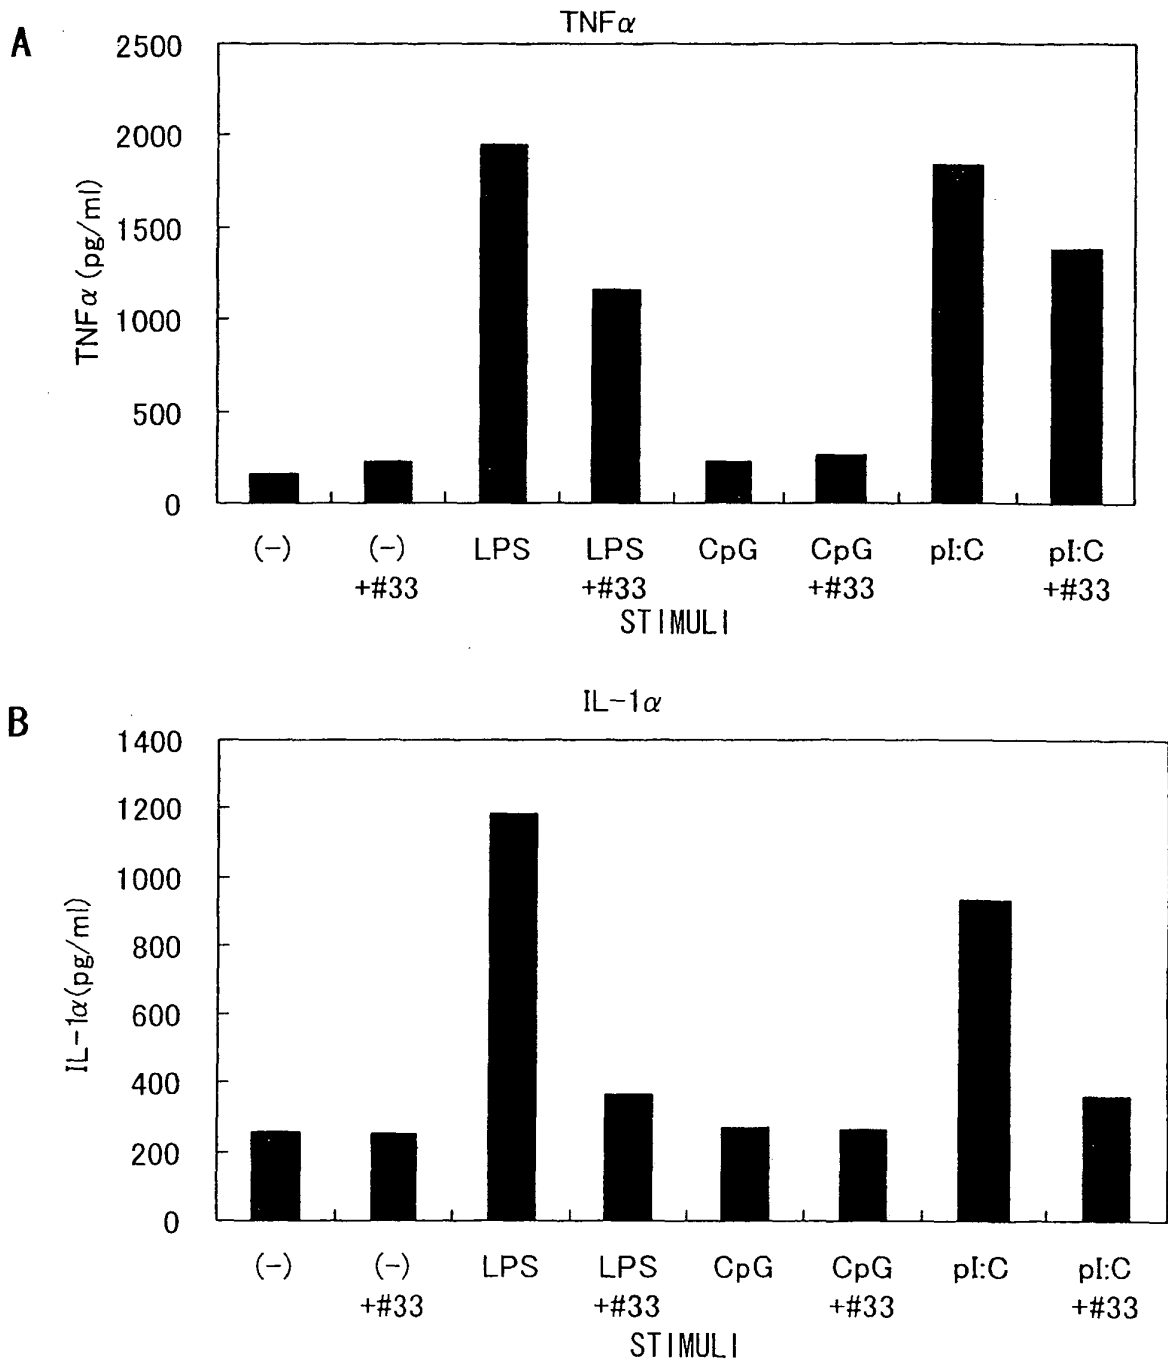 A
TNFα
2500
2000
1500
1000
500
0
TNFα (pg/ml)
(-) (-) LPS LPS CpG CpG pI:C pI:C
+#33 +#33 +#33 +#33
STIMULI
B
IL-1α
1400
1200
1000
800
600
400
200
0
IL-1α(pg/ml)
(-) (-) LPS LPS CpG CpG pI:C pI:C
+#33 +#33 +#33 +#33
STIMULI